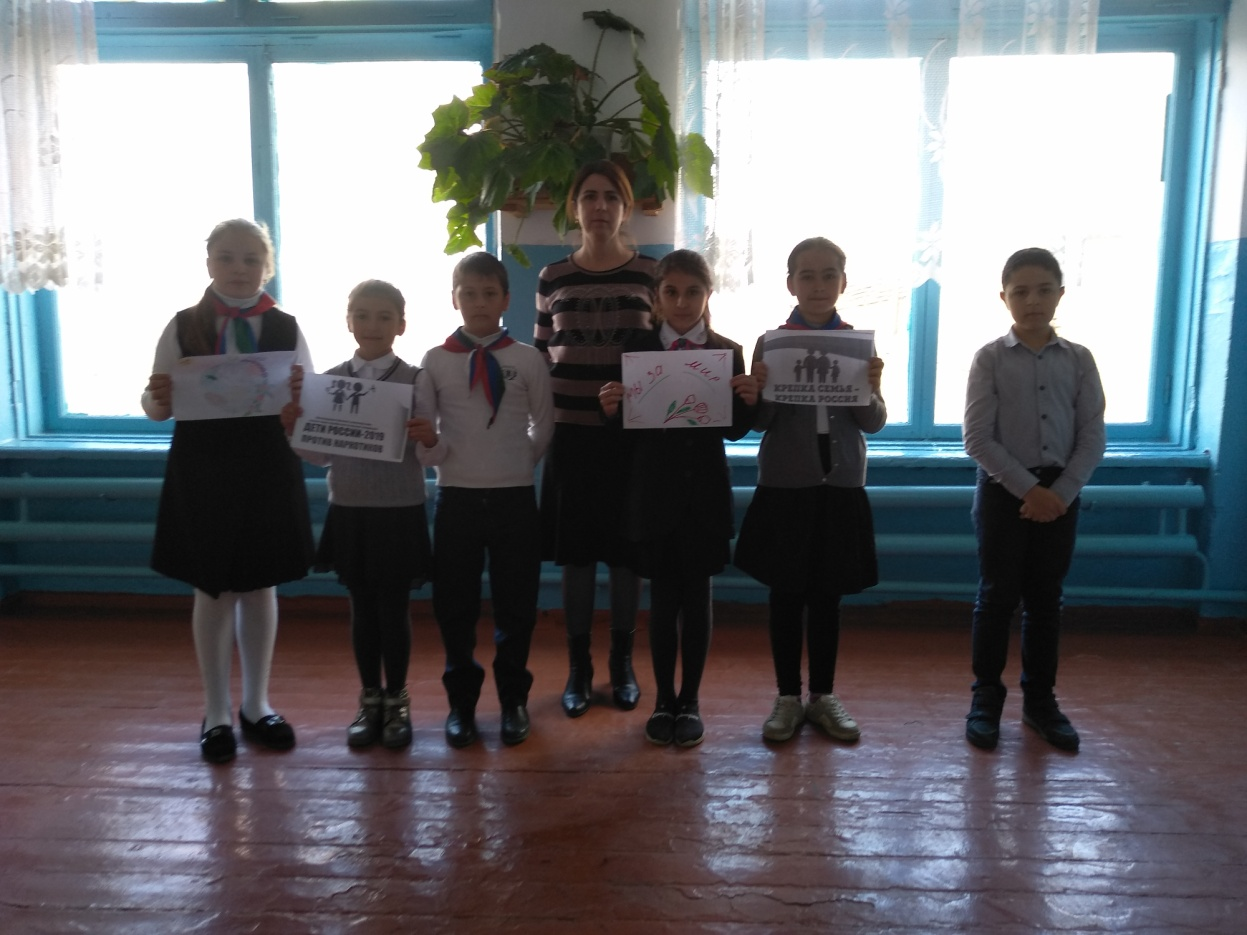 ДЕТИ РОССИИ-2019
ПРОТИВ НАРКОТИКОВ
МЫ ЗА МИР
КРЕПКА СЕМЬЯ -
КРЕПКА РОССИЯ